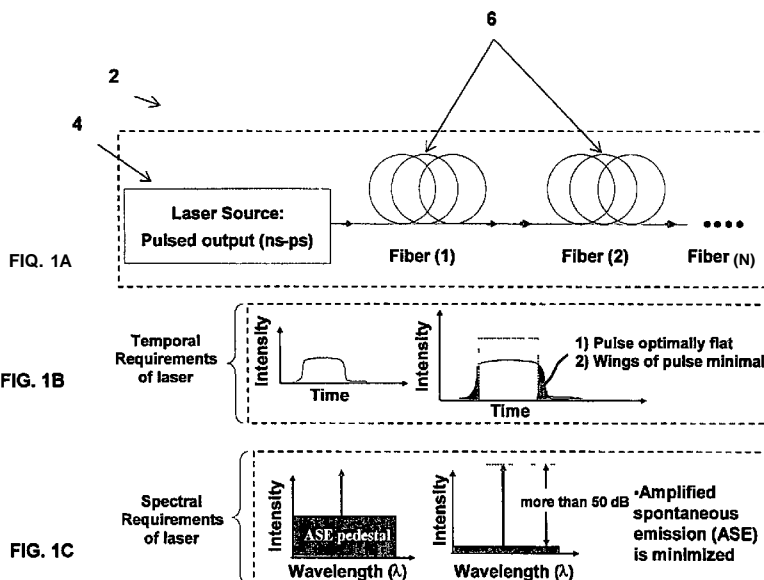 6
2
4
Laser Source:
Pulsed output (ns-ps)
FIQ. 1A
Fiber (1)
Fiber (2)
Fiber (N)
FIG. 1B
Temporal
Requirements
of laser
Intensity
Time
Intensity
Time
1) Pulse optimally flat
2) Wings of pulse minimal
FIG. 1C
Spectral
Requirements
of laser
Intensity
ASE pedestal
Wavelength (λ)
Intensity
more than 50 dB
Wavelength (λ)
•Amplified
spontaneous
emission (ASE)
is minimized